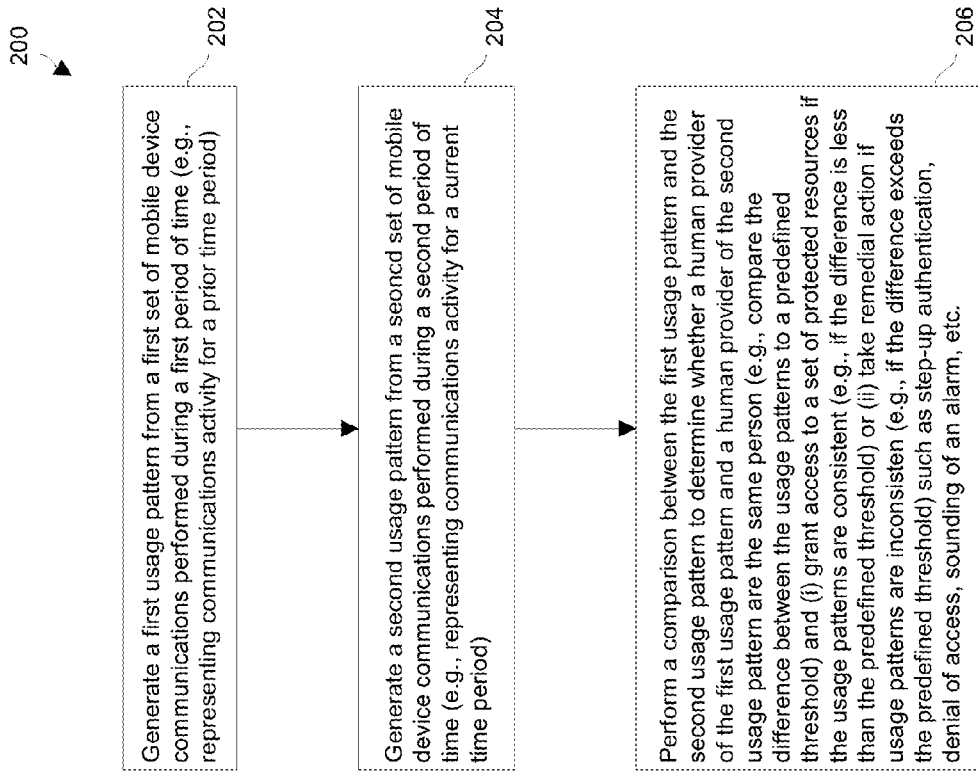 200
Generate a first usage pattern from a first set of mobile device
communications performed during a first period of time (e.g.,
representing communications activity for a prior time period)
202
Generate a second usage pattern from a seond set of mobile
device communications performed during a second period of
time (e.g., representing communications activity for a current
time period)
204
Perform a comparison between the first usage pattern and the
second usage pattern to determine whether a human provider
of the first usage pattern and a human provider of the second
usage pattern are the same person (e.g., compare the
difference between the usage patterns to a predefined
threshold) and (i) grant access to a set of protected resources if
the usage patterns are consistent (e.g., if the difference is less
than the predefined threshold) or (ii) take remedial action if
usage patterns are inconsisten (e.g., if the difference exceeds
the predefined threshold) such as step-up authentication,
denial of access, sounding of an alarm, etc.
206